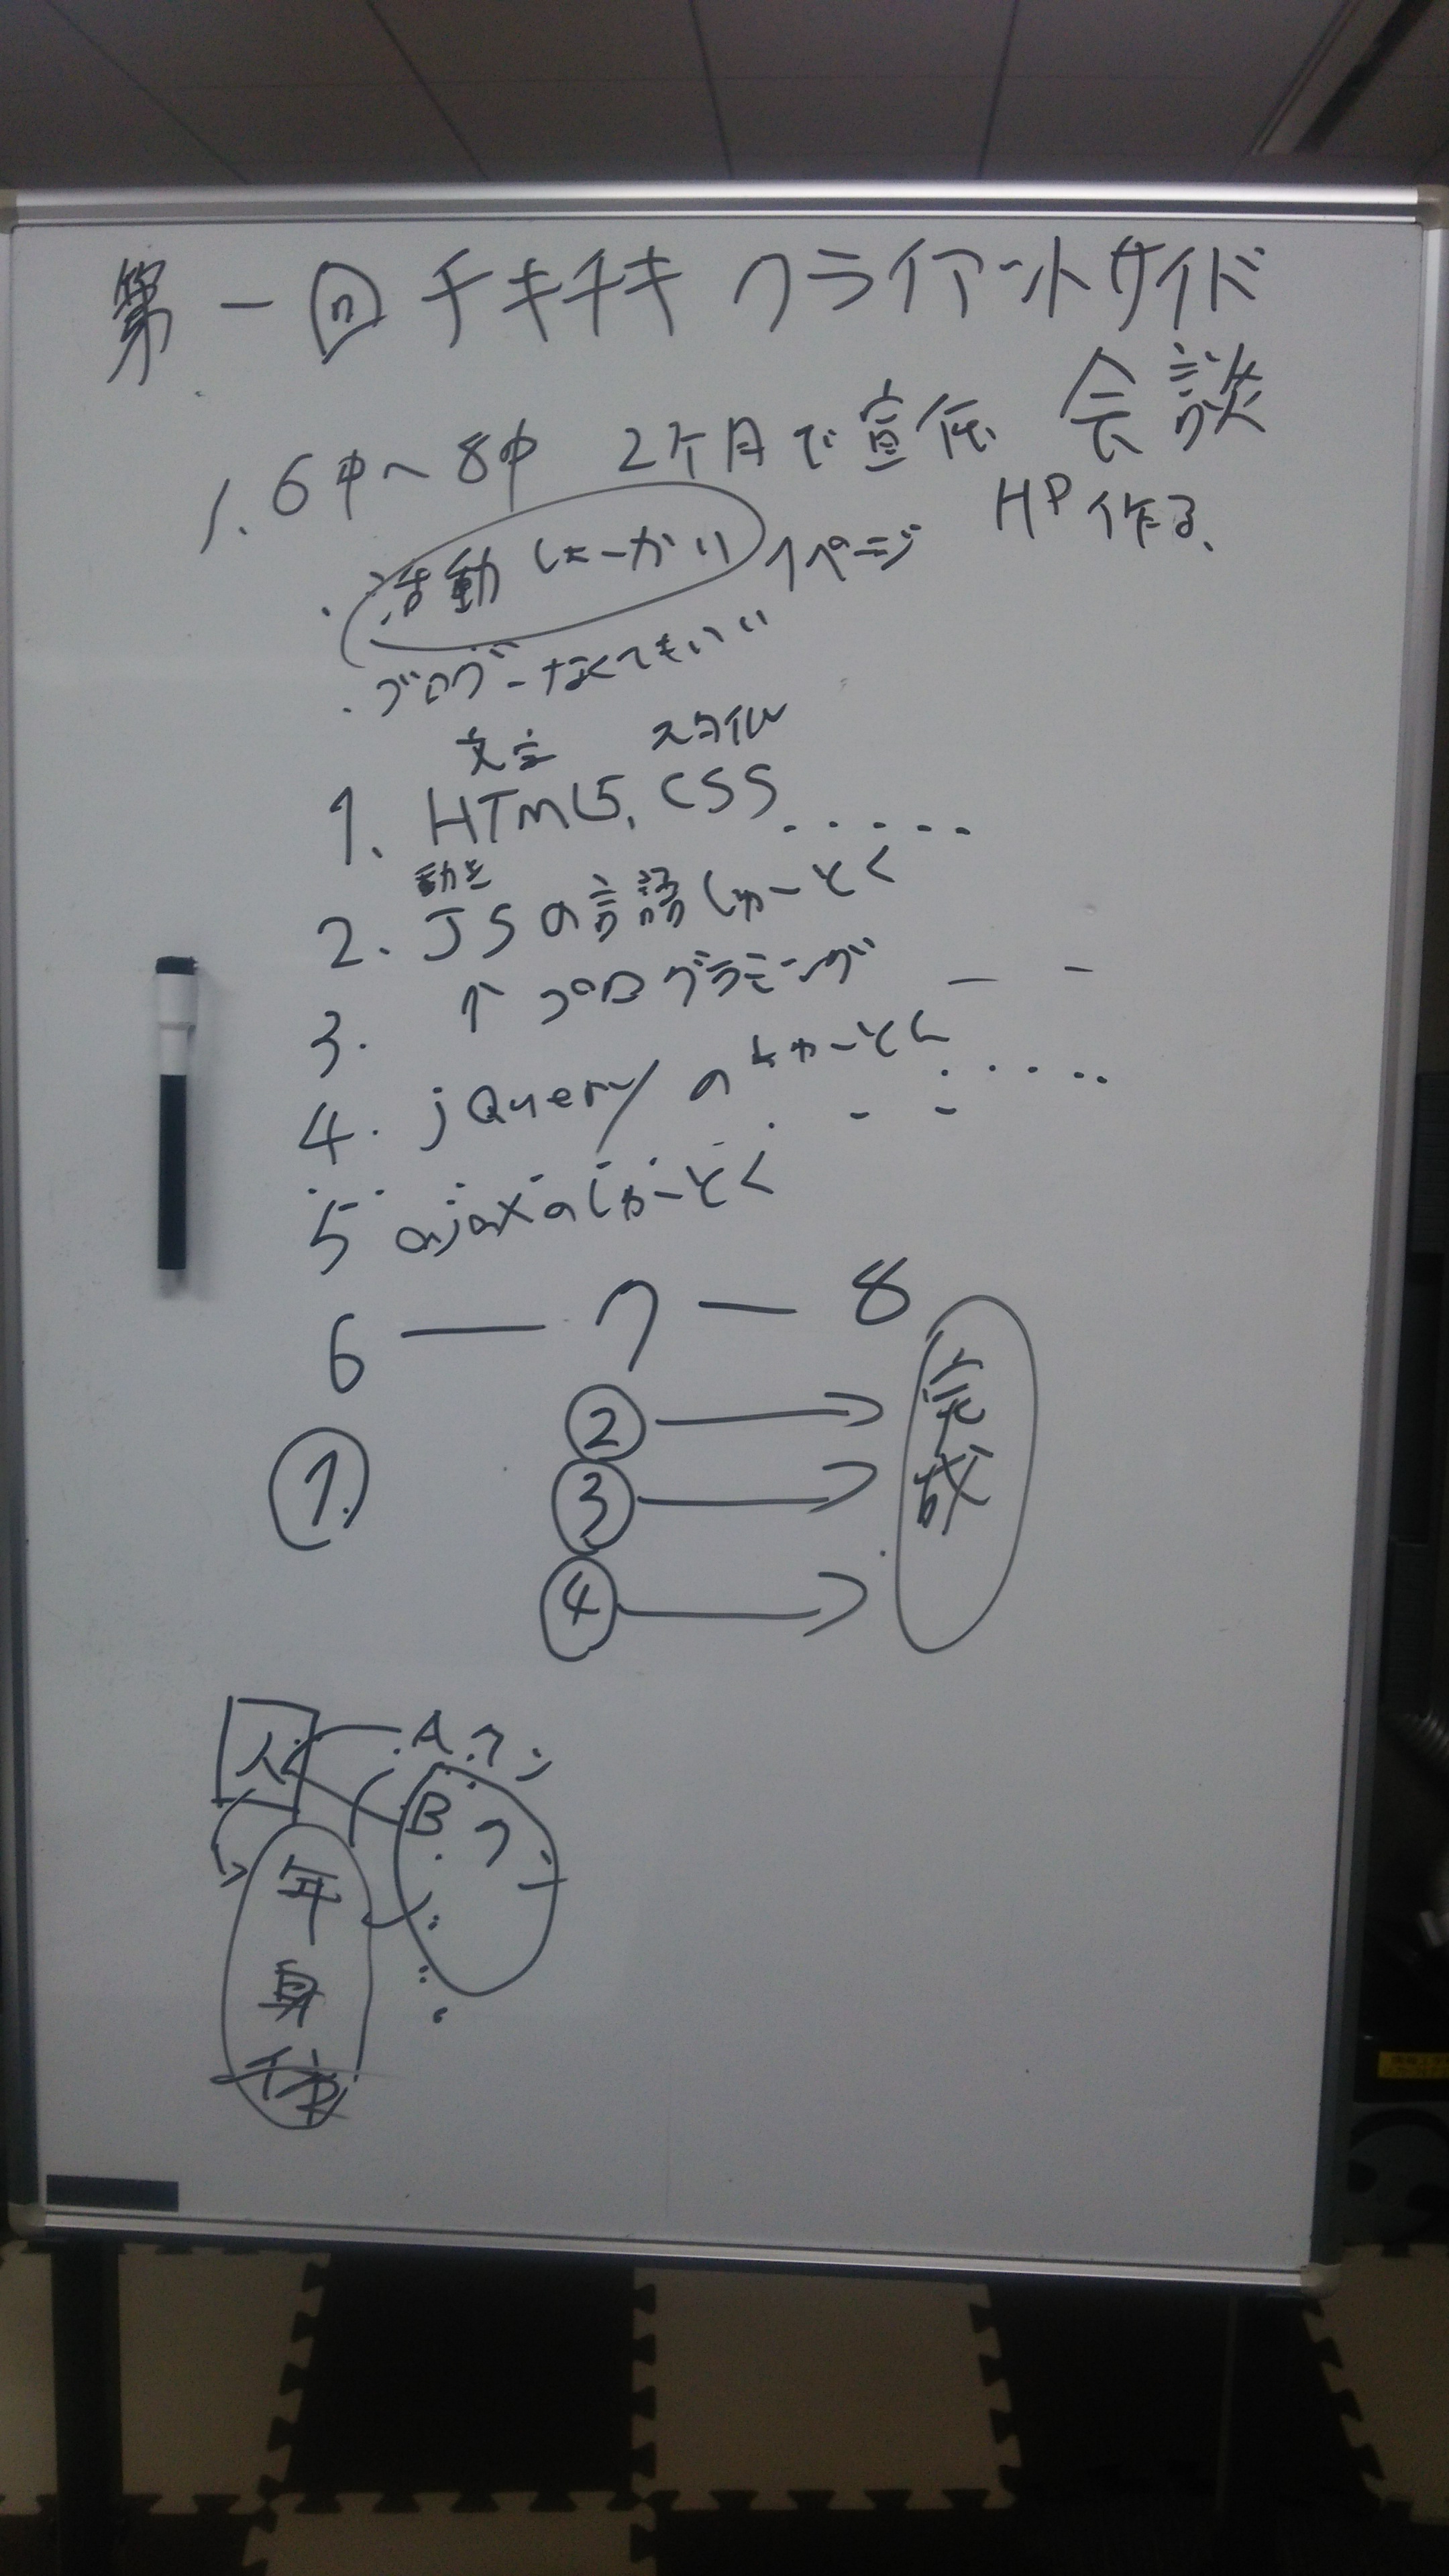 第一回チキチキ クライアントサイド
会談
1. 6中〜8中 2ケ月で宣伝
HP作る、
・活動しょーかい 1ページ
・ブログ-なくてもいい
文字 スタイル
1. HTML5, CSS.....
動き
2. JSの言語しゅーとく
3. ↑プログラミング
4. jQueryのしゅーとく
5 ajaxのしゅーとく
6 — 7 — 8
完成
①
②→
③→
④→
人
・A.クン
B クン
年
身
体